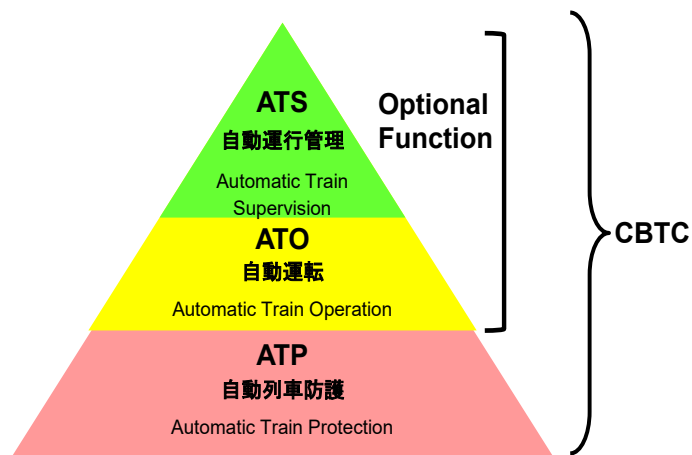 ATS
自動運行管理
Automatic Train
Supervision
Optional
Function
ATO
自動運転
Automatic Train Operation
CBTC
ATP
自動列車防護
Automatic Train Protection